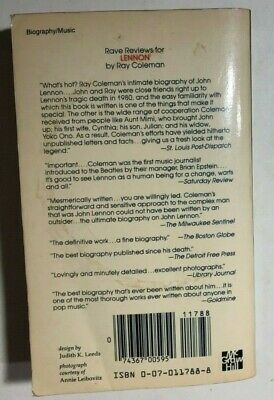 Biography/Music
Rave Reviews for
LENNON
by Ray Coleman
"What's hot? Ray Coleman's intimate biography of John
Lennon....John and Ray were close friends right up to
Lennon's tragic death in 1980, and the easy familiarity with
which this book is written is one of the things that make it
special. The other is the wide range of cooperation Coleman
received from people like Aunt Mimi, who brought John
up; his first wife, Cynthia; his son, Julian; and his widow,
Yoko Ono. As a result, Coleman's efforts have yielded hitherto
unpublished letters and facts...giving us a fresh look at the
legend."
—St. Louis Post-Dispatch
"Important....Coleman was the first music journalist
introduced to the Beatles by their manager, Brian Epstein....
It's good to see Lennon as a human being for a change, warts
and all."
—Saturday Review
"Mesmerically written...you are willingly led. Coleman's
straightforward and sensitive approach to the complex man
that was John Lennon could not have been written by an
outsider...the ultimate biography on John Lennon."
—The Milwaukee Sentinel
"The definitive work...a fine biography."
—The Boston Globe
"The best biography published since his death."
—The Detroit Free Press
"Lovingly and minutely detailed...excellent photographs."
—Library Journal
"The best biography that's ever been written about him...it is
one of the most thorough works ever written about anyone in
pop music."
—Goldmine
11788
design by
Judith K. Leeds
photograph
courtesy of
Annie Leibovitz
0 74367 00595
ISBN 0-07-011788-8
Mc
Graw
Hill